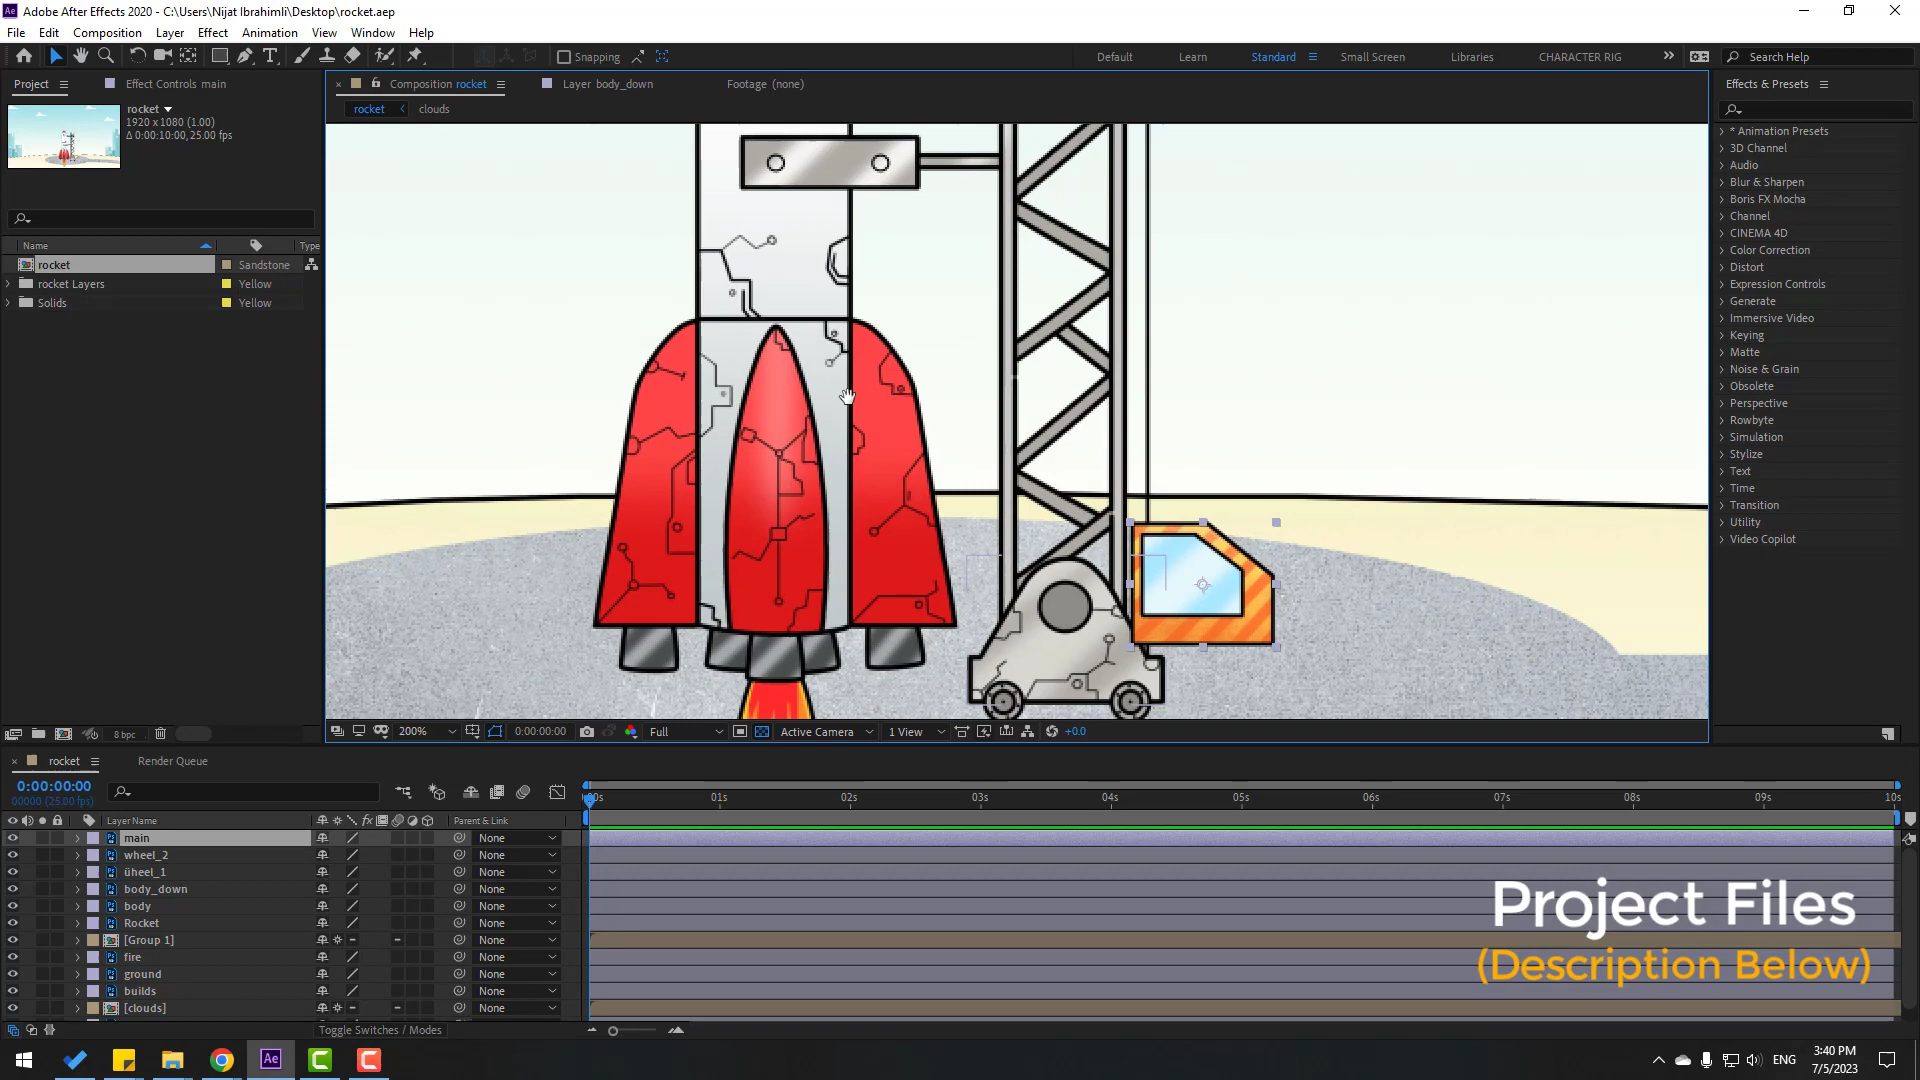 Adobe After Effects 2020 - C:\Users\Nijat Ibrahimli\Desktop\rocket.aep
File Edit Composition Layer Effect Animation View Window Help
Snapping Default Learn Standard Small Screen Libraries CHARACTER RIG Search Help
Project Effect Controls main Composition rocket Layer body_down Footage (none) Effects & Presets
rocket
1920 x 1080 (1.00)
Δ 0:00:10:00, 25.00 fps
rocket clouds
Name Type
rocket Sandstone
rocket Layers Yellow
Solids Yellow
* Animation Presets
3D Channel
Audio
Blur & Sharpen
Boris FX Mocha
Channel
CINEMA 4D
Color Correction
Distort
Expression Controls
Generate
Immersive Video
Keying
Matte
Noise & Grain
Obsolete
Perspective
Rowbyte
Simulation
Stylize
Text
Time
Transition
Utility
Video Copilot
8 bpc 200% 0:00:00:00 Full Active Camera 1 View +0.0
rocket Render Queue
0:00:00:00
00000 (25.00 fps)
00s 01s 02s 03s 04s 05s 06s 07s 08s 09s 10s
Layer Name fx Parent & Link
main None
wheel_2 None
üheel_1 None
body_down None
body None
Rocket None
[Group 1] None
fire None
ground None
builds None
[clouds] None
Toggle Switches / Modes
Project Files
(Description Below)
Ae ENG 3:40 PM
7/5/2023